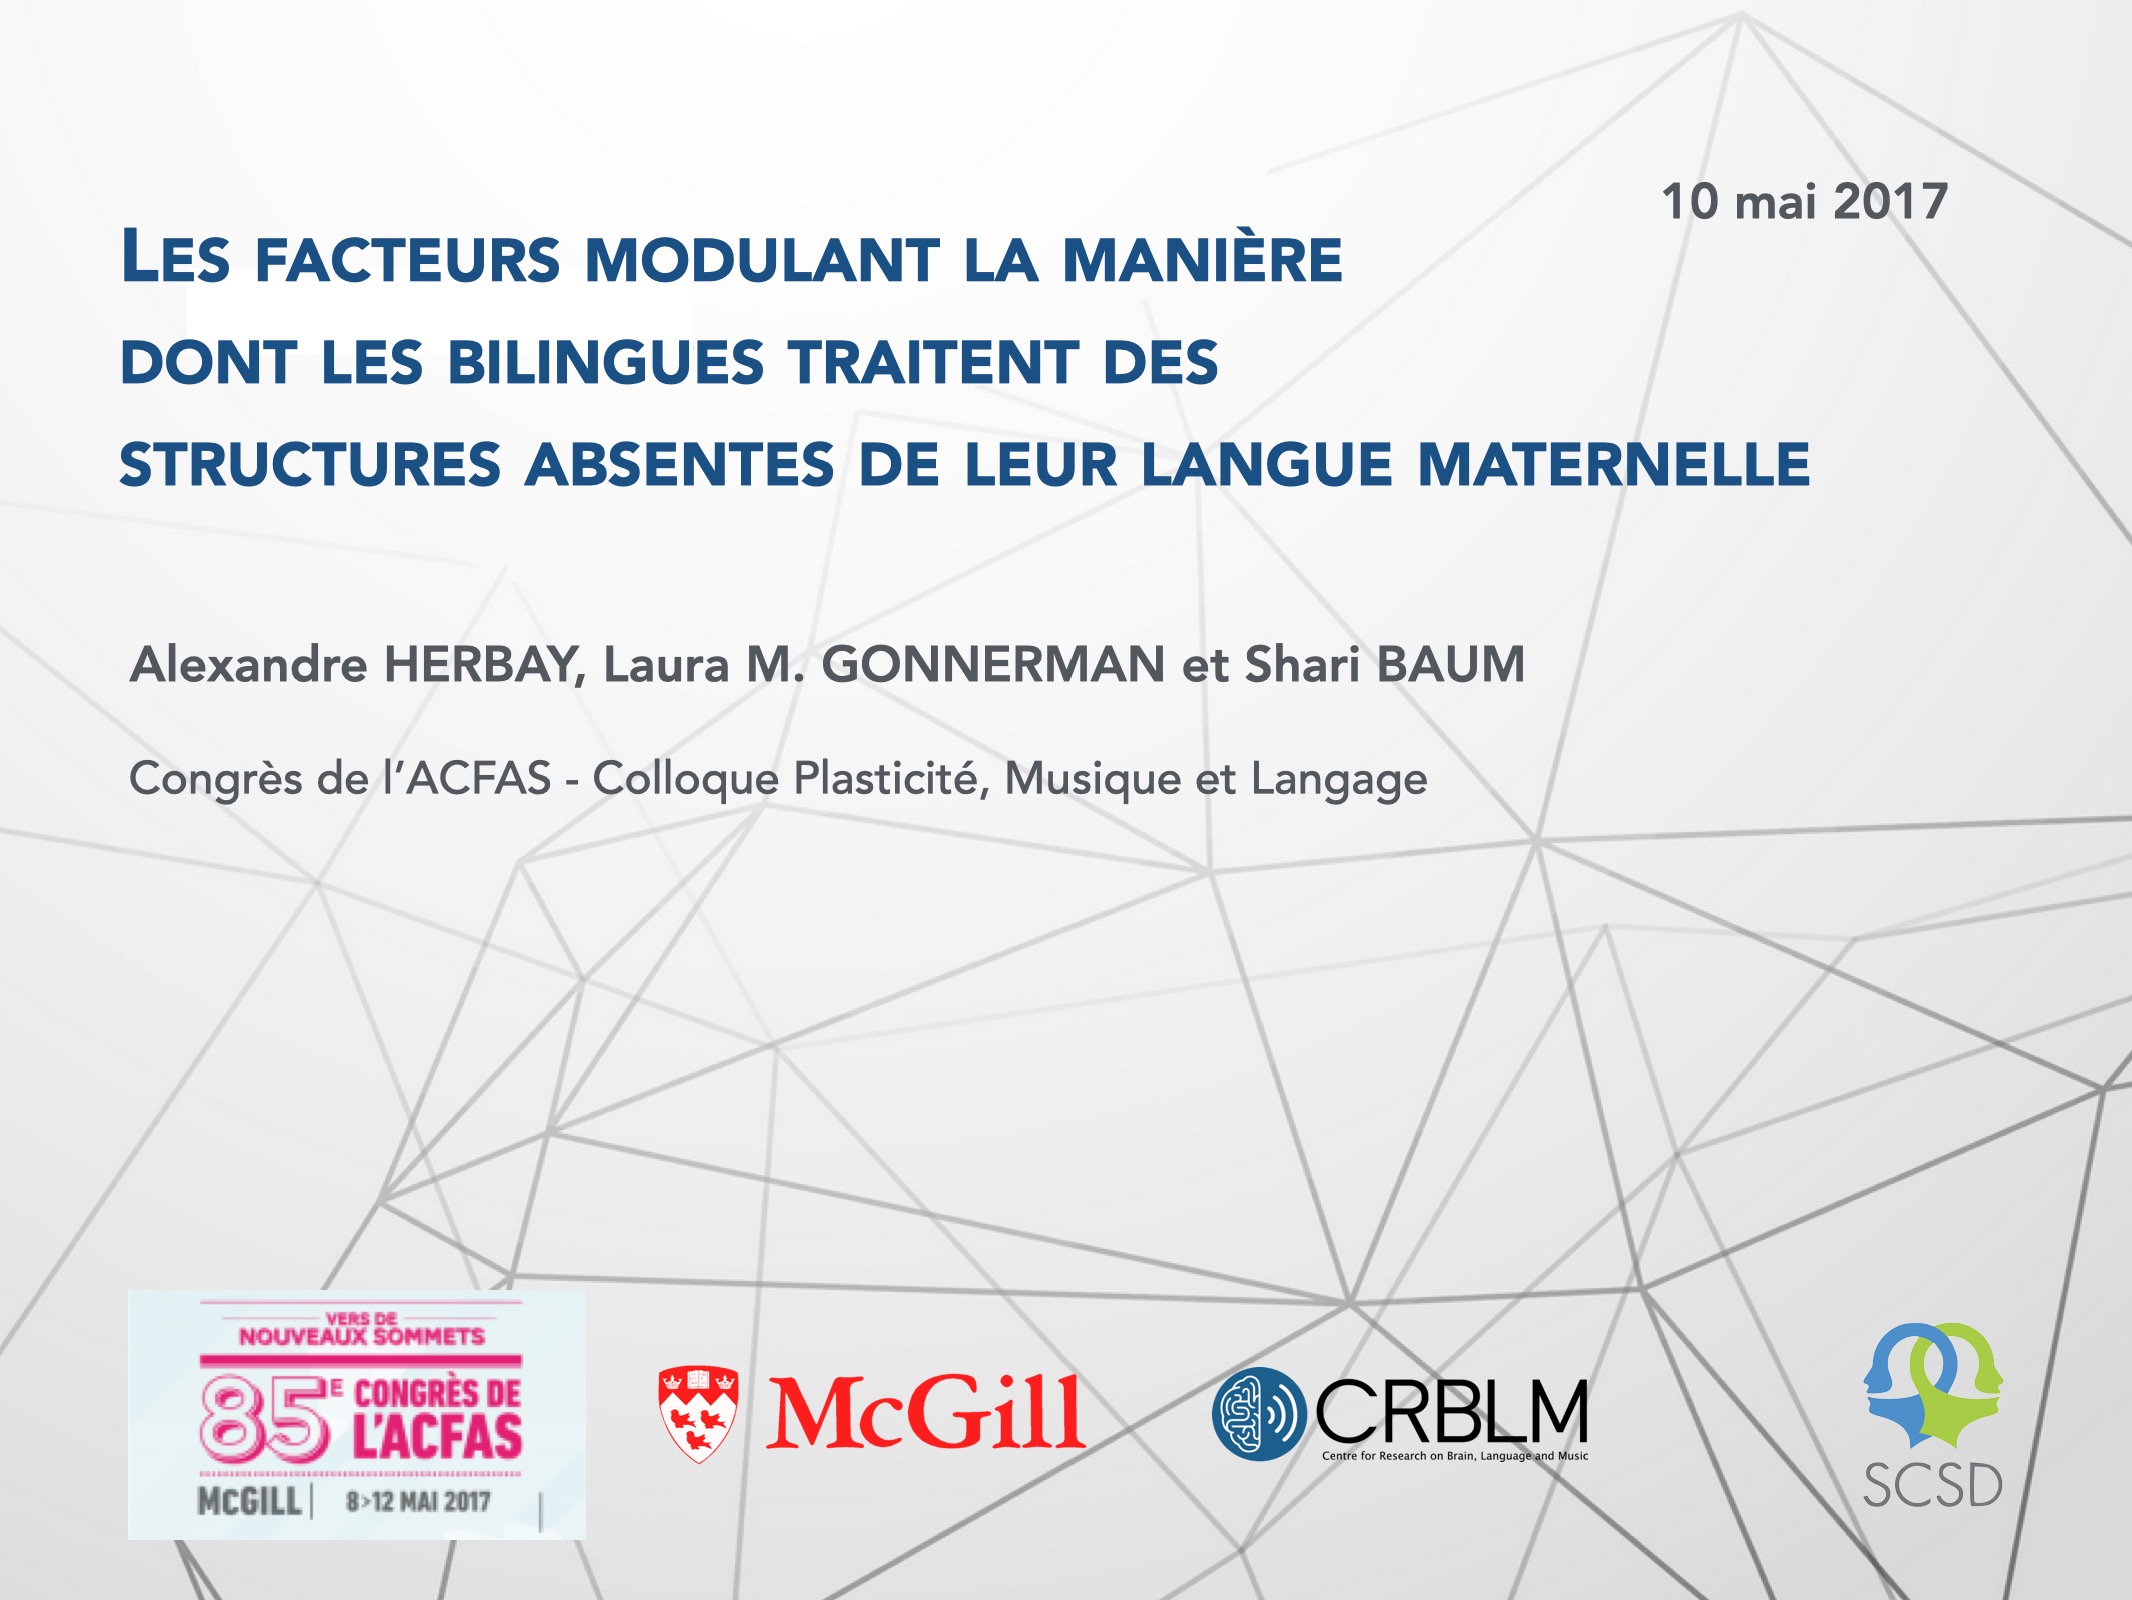 10 mai 2017
Les facteurs modulant la manière
dont les bilingues traitent des
structures absentes de leur langue maternelle
Alexandre HERBAY, Laura M. GONNERMAN et Shari BAUM
Congrès de l’ACFAS - Colloque Plasticité, Musique et Langage
VERS DE
NOUVEAUX SOMMETS
85E CONGRÈS DE
L'ACFAS
MCGILL | 8>12 MAI 2017
McGill
CRBLM
Centre for Research on Brain, Language and Music
SCSD